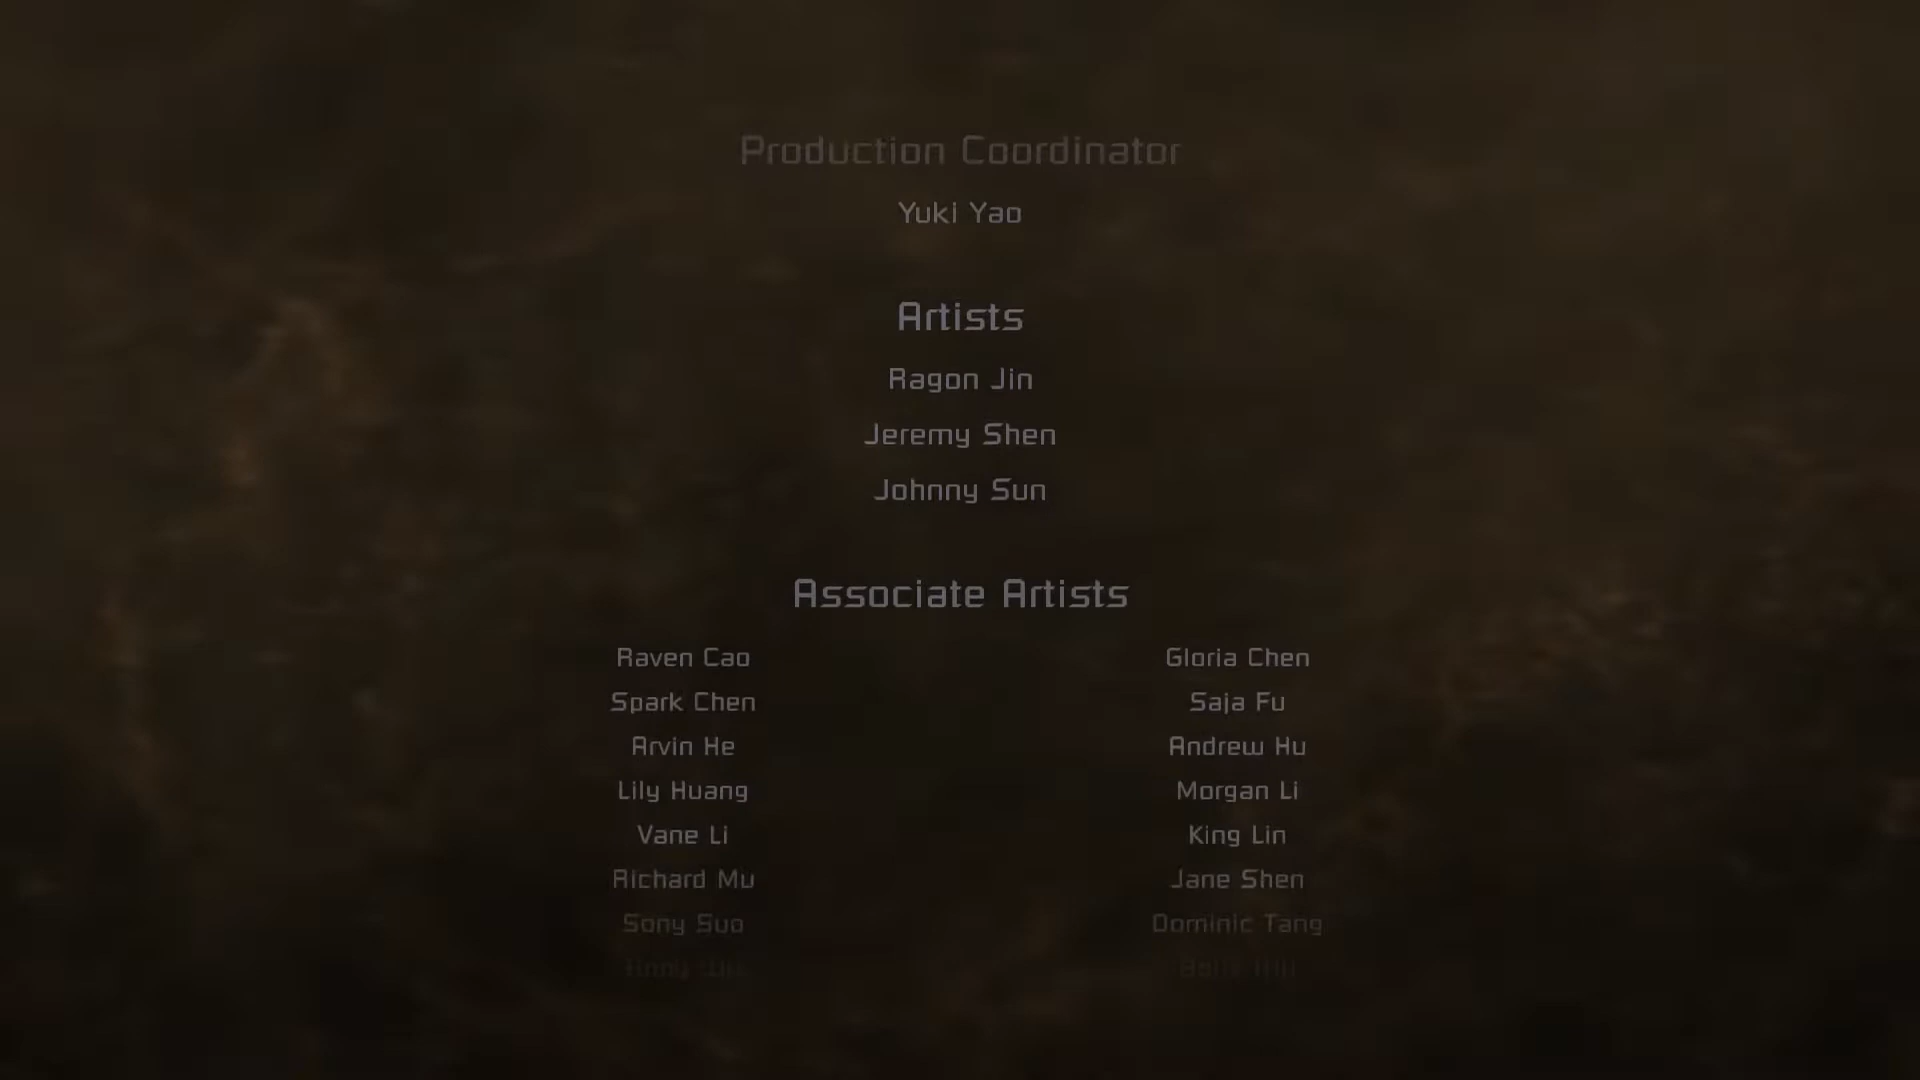 Production Coordinator
Yuki Yao
Artists
Ragon Jin
Jeremy Shen
Johnny Sun
Associate Artists
Raven Cao
Gloria Chen
Spark Chen
Saja Fu
Arvin He
Andrew Hu
Lily Huang
Morgan Li
Vane Li
King Lin
Richard Mu
Jane Shen
Sony Suo
Dominic Tang